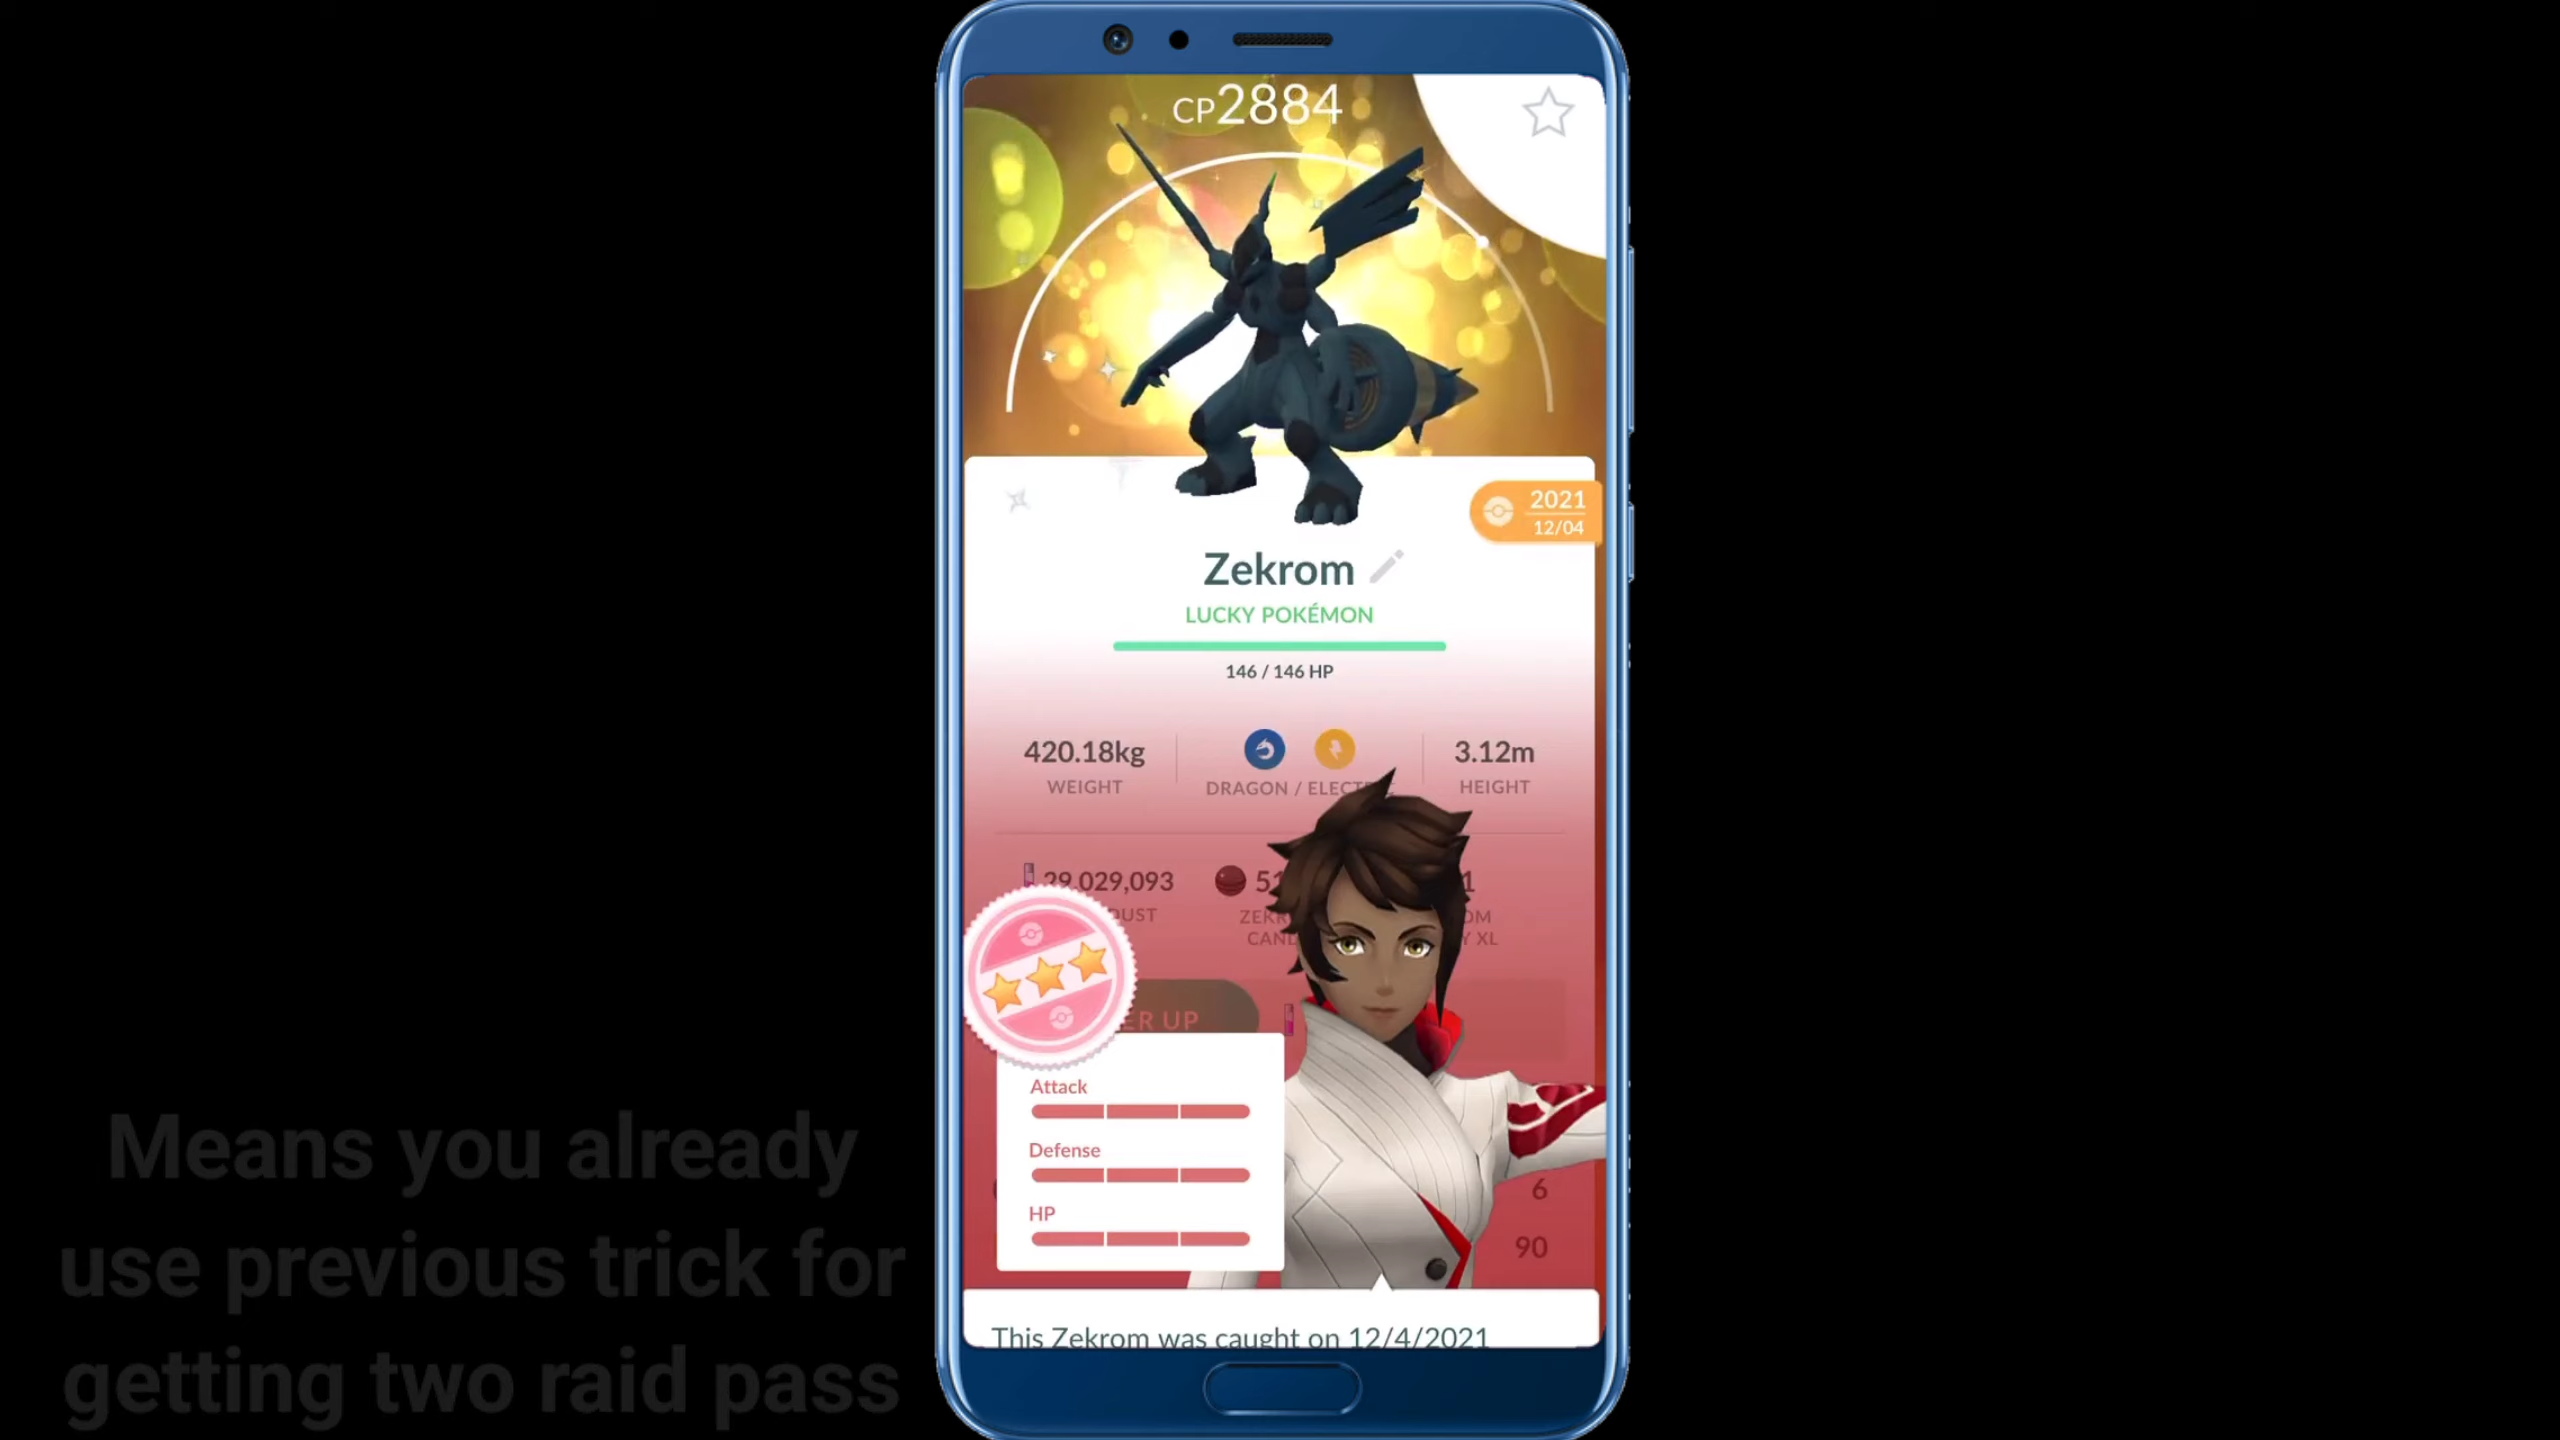 CP2884
2021
12/04
Zekrom
LUCKY POKÉMON
146 / 146 HP
420.18kg
WEIGHT
DRAGON /
3.12m
HEIGHT
29,029,093
6
90
Attack
Defense
HP
This Zekrom was caught on 12/4/2021
Means you already
use previous trick for
getting two raid pass